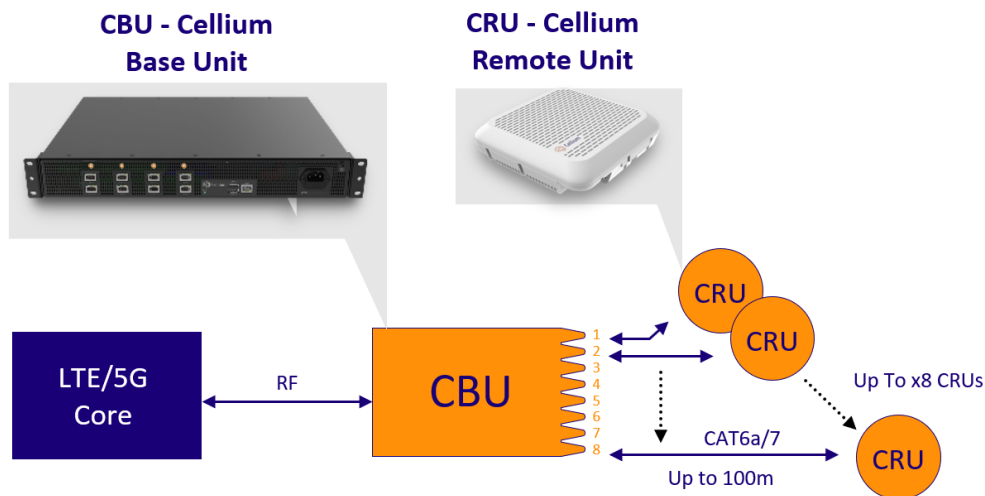 CBU - Cellium
Base Unit
CRU - Cellium
Remote Unit
Cellium
LTE/5G
Core
RF
CBU
1
2
3
4
5
6
7
8
CRU
CRU
Up To x8 CRUs
CAT6a/7
Up to 100m
CRU